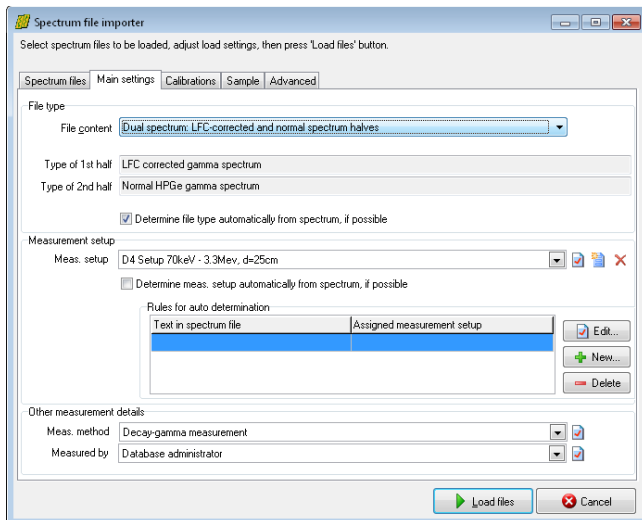 Spectrum file importer
Select spectrum files to be loaded, adjust load settings, then press 'Load files' button.
Spectrum files Main settings Calibrations Sample Advanced
File type
File content Dual spectrum: LFC-corrected and normal spectrum halves
Type of 1st half LFC corrected gamma spectrum
Type of 2nd half Normal HPGe gamma spectrum
Determine file type automatically from spectrum, if possible
Measurement setup
Meas. setup D4 Setup 70keV - 3.3Mev, d=25cm
Determine meas. setup automatically from spectrum, if possible
Rules for auto determination
Text in spectrum file Assigned measurement setup
Edit...
New...
Delete
Other measurement details
Meas. method Decay-gamma measurement
Measured by Database administrator
Load files Cancel